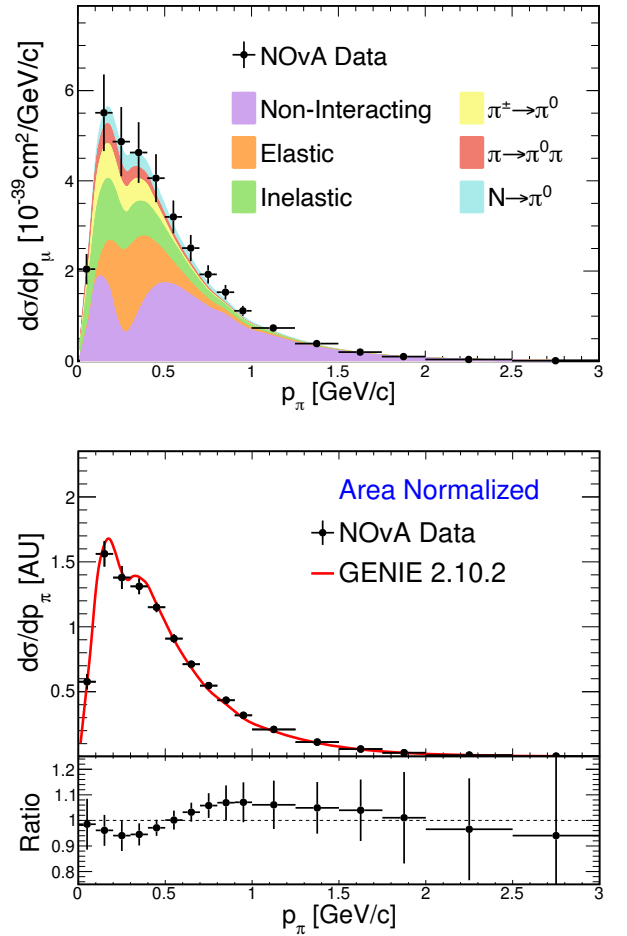 NOvA Data
Non-Interacting
Elastic
Inelastic
π±→π0
π→π0π
N→π0
dσ/dpμ [10-39cm2/GeV/c]
6
4
2
0
0 0.5 1 1.5 2 2.5 3
pπ [GeV/c]
Area Normalized
NOvA Data
GENIE 2.10.2
dσ/dpπ [AU]
2
1.5
1
0.5
Ratio
1.2
1.1
1.0
0.9
0.8
0 0.5 1 1.5 2 2.5 3
pπ [GeV/c]